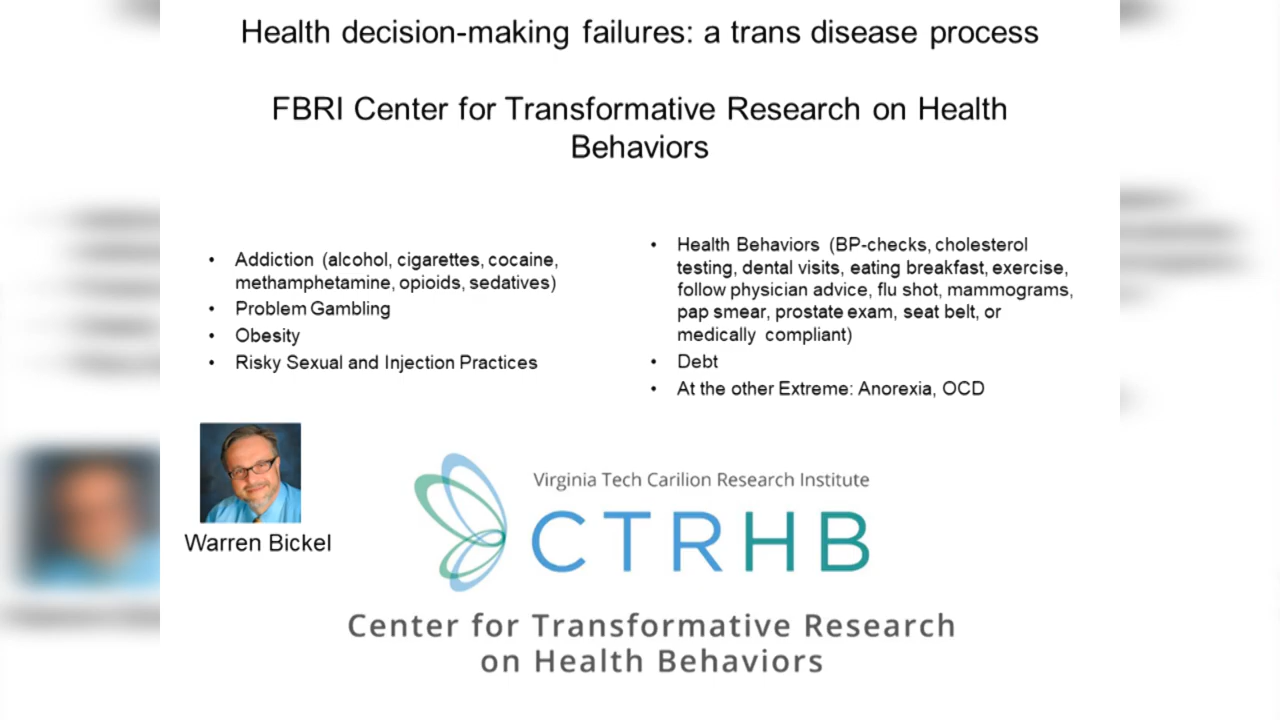 Health decision-making failures: a trans disease process
FBRI Center for Transformative Research on Health
Behaviors
• Addiction (alcohol, cigarettes, cocaine,
methamphetamine, opioids, sedatives)
• Problem Gambling
• Obesity
• Risky Sexual and Injection Practices
• Health Behaviors (BP-checks, cholesterol
testing, dental visits, eating breakfast, exercise,
follow physician advice, flu shot, mammograms,
pap smear, prostate exam, seat belt, or
medically compliant)
• Debt
• At the other Extreme: Anorexia, OCD
Warren Bickel
Virginia Tech Carilion Research Institute
CTRHB
Center for Transformative Research
on Health Behaviors